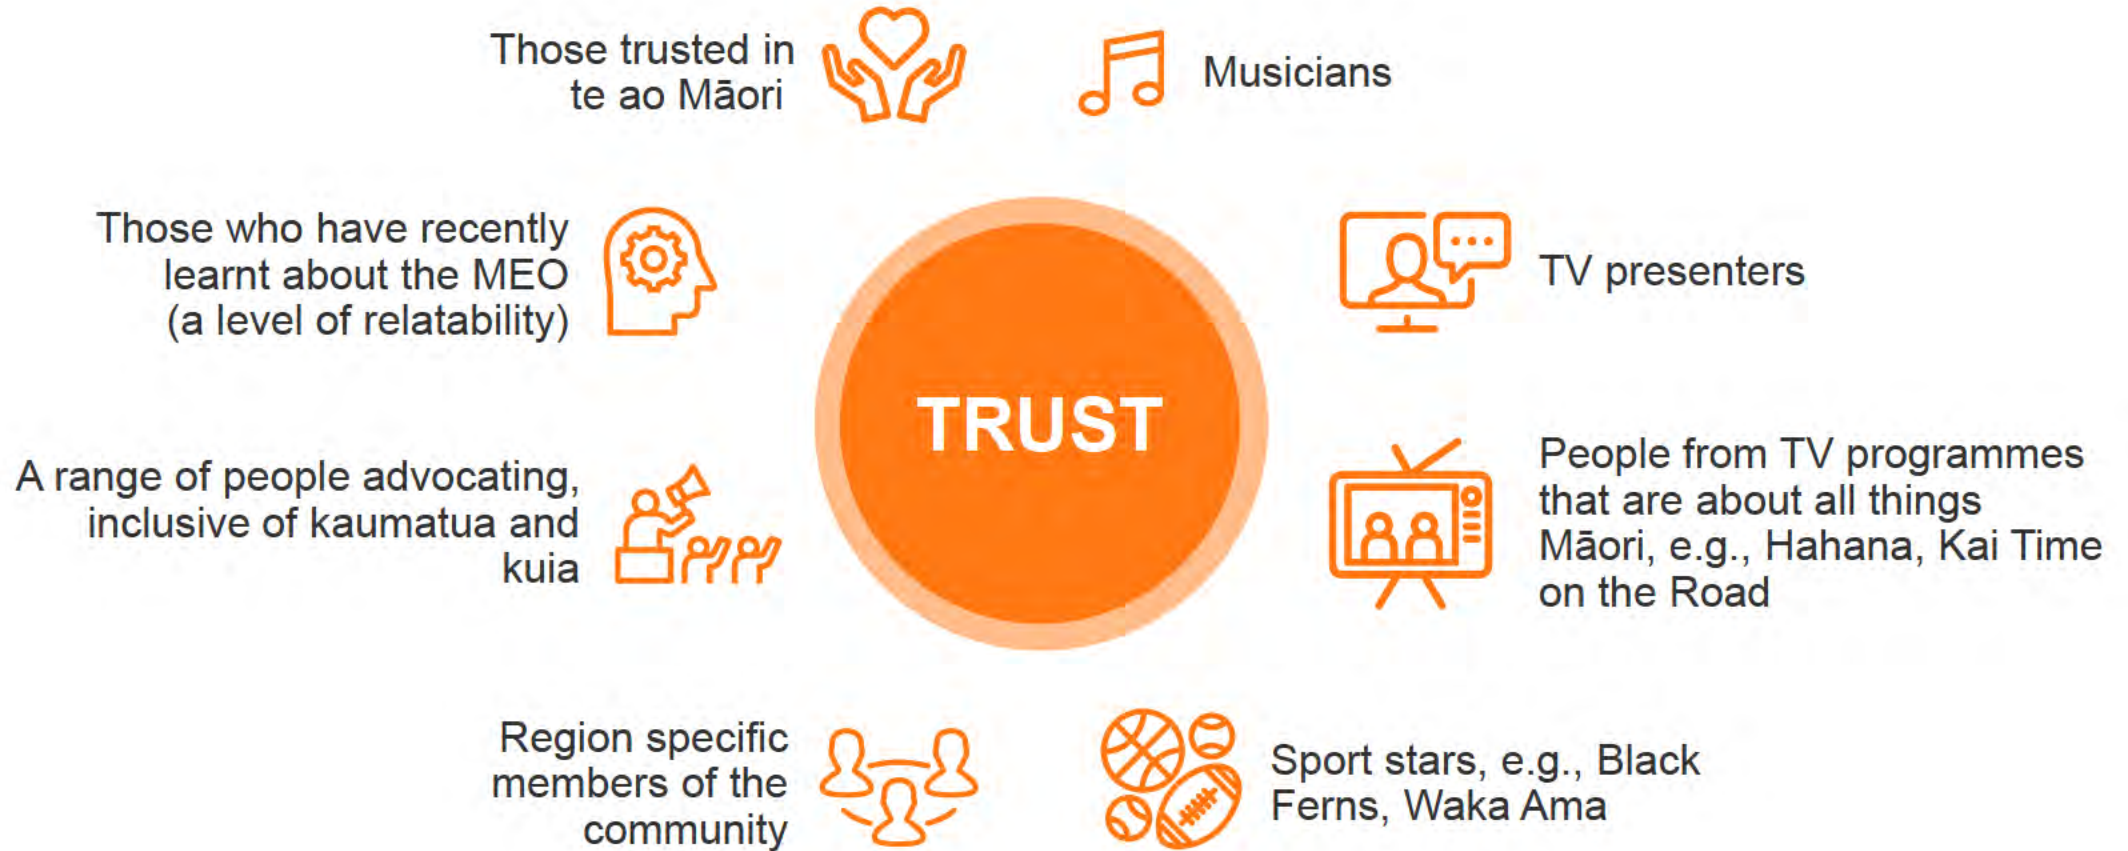 Those trusted in
te ao Māori
Musicians
Those who have recently
learnt about the MEO
(a level of relatability)
TV presenters
TRUST
A range of people advocating,
inclusive of kaumatua and
kuia
People from TV programmes
that are about all things
Māori, e.g., Hahana, Kai Time
on the Road
Region specific
members of the
community
Sport stars, e.g., Black
Ferns, Waka Ama